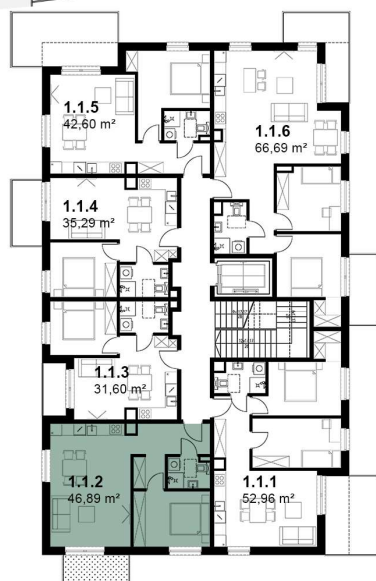 1.1.5
42,60 m²
1.1.6
66,69 m²
1.1.4
35,29 m²
1.1.3
31,60 m²
1.1.2
46,89 m²
1.1.1
52,96 m²